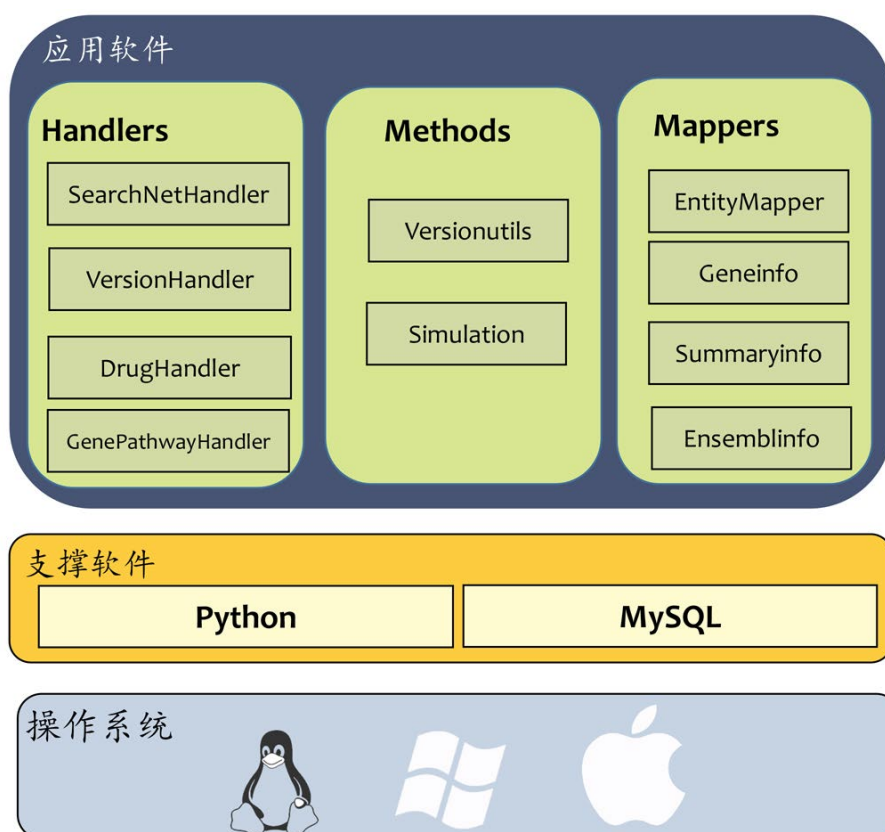 应用软件
Handlers
SearchNetHandler
VersionHandler
DrugHandler
GenePathwayHandler
Methods
Versionutils
Simulation
Mappers
EntityMapper
Geneinfo
Summaryinfo
Ensemblinfo
支撑软件
Python
MySQL
操作系统